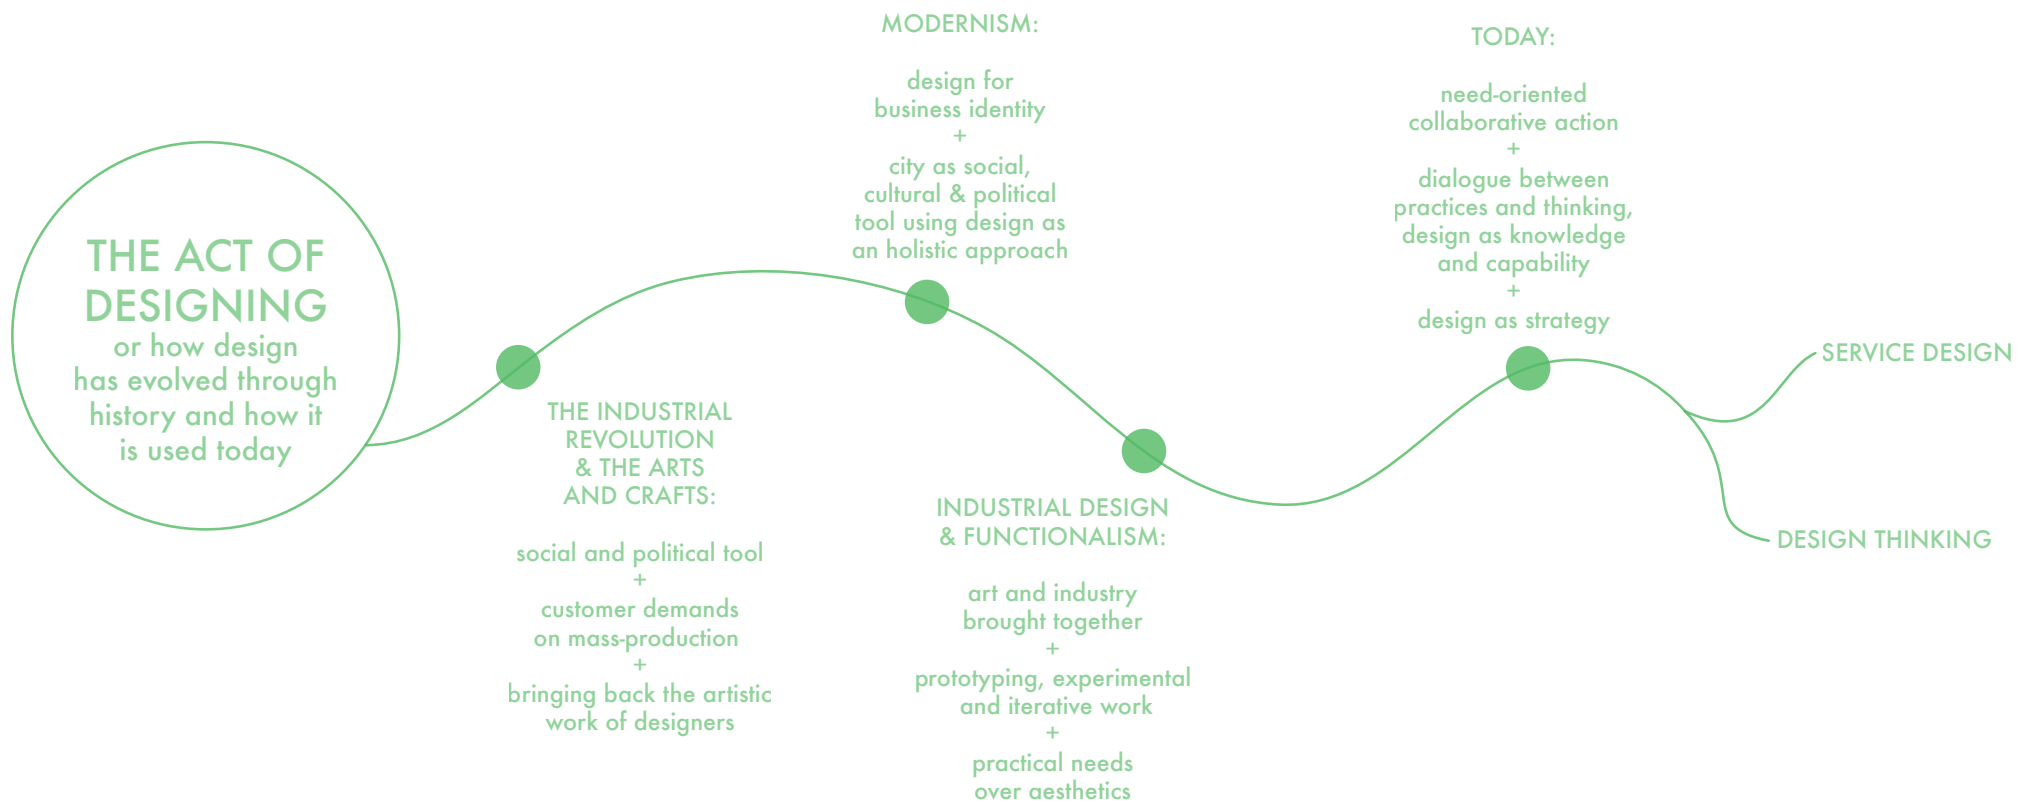 THE ACT OF
DESIGNING
or how design
has evolved through
history and how it
is used today
THE INDUSTRIAL
REVOLUTION
& THE ARTS
AND CRAFTS:
social and political tool
+
customer demands
on mass-production
+
bringing back the artistic
work of designers
MODERNISM:
design for
business identity
+
city as social,
cultural & political
tool using design as
an holistic approach
INDUSTRIAL DESIGN
& FUNCTIONALISM:
art and industry
brought together
+
prototyping, experimental
and iterative work
+
practical needs
over aesthetics
TODAY:
need-oriented
collaborative action
+
dialogue between
practices and thinking,
design as knowledge
and capability
+
design as strategy
SERVICE DESIGN
DESIGN THINKING